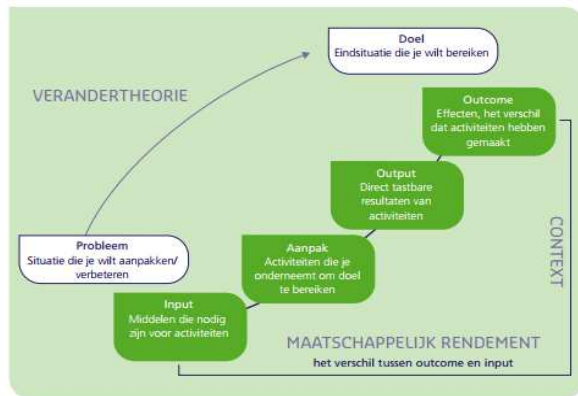 Doel
Eindsituatie die je wilt bereiken
VERANDERTHEORIE
Outcome
Effecten, het verschil
dat activiteiten hebben
gemaakt
Output
Direct tastbare
resultaten van
activiteiten
Probleem
Situatie die je wilt aanpakken/
verbeteren
Aanpak
Activiteiten die je
onderneemt om doel
te bereiken
CONTEXT
Input
Middelen die nodig
zijn voor activiteiten
MAATSCHAPPELIJK RENDEMENT
het verschil tussen outcome en input